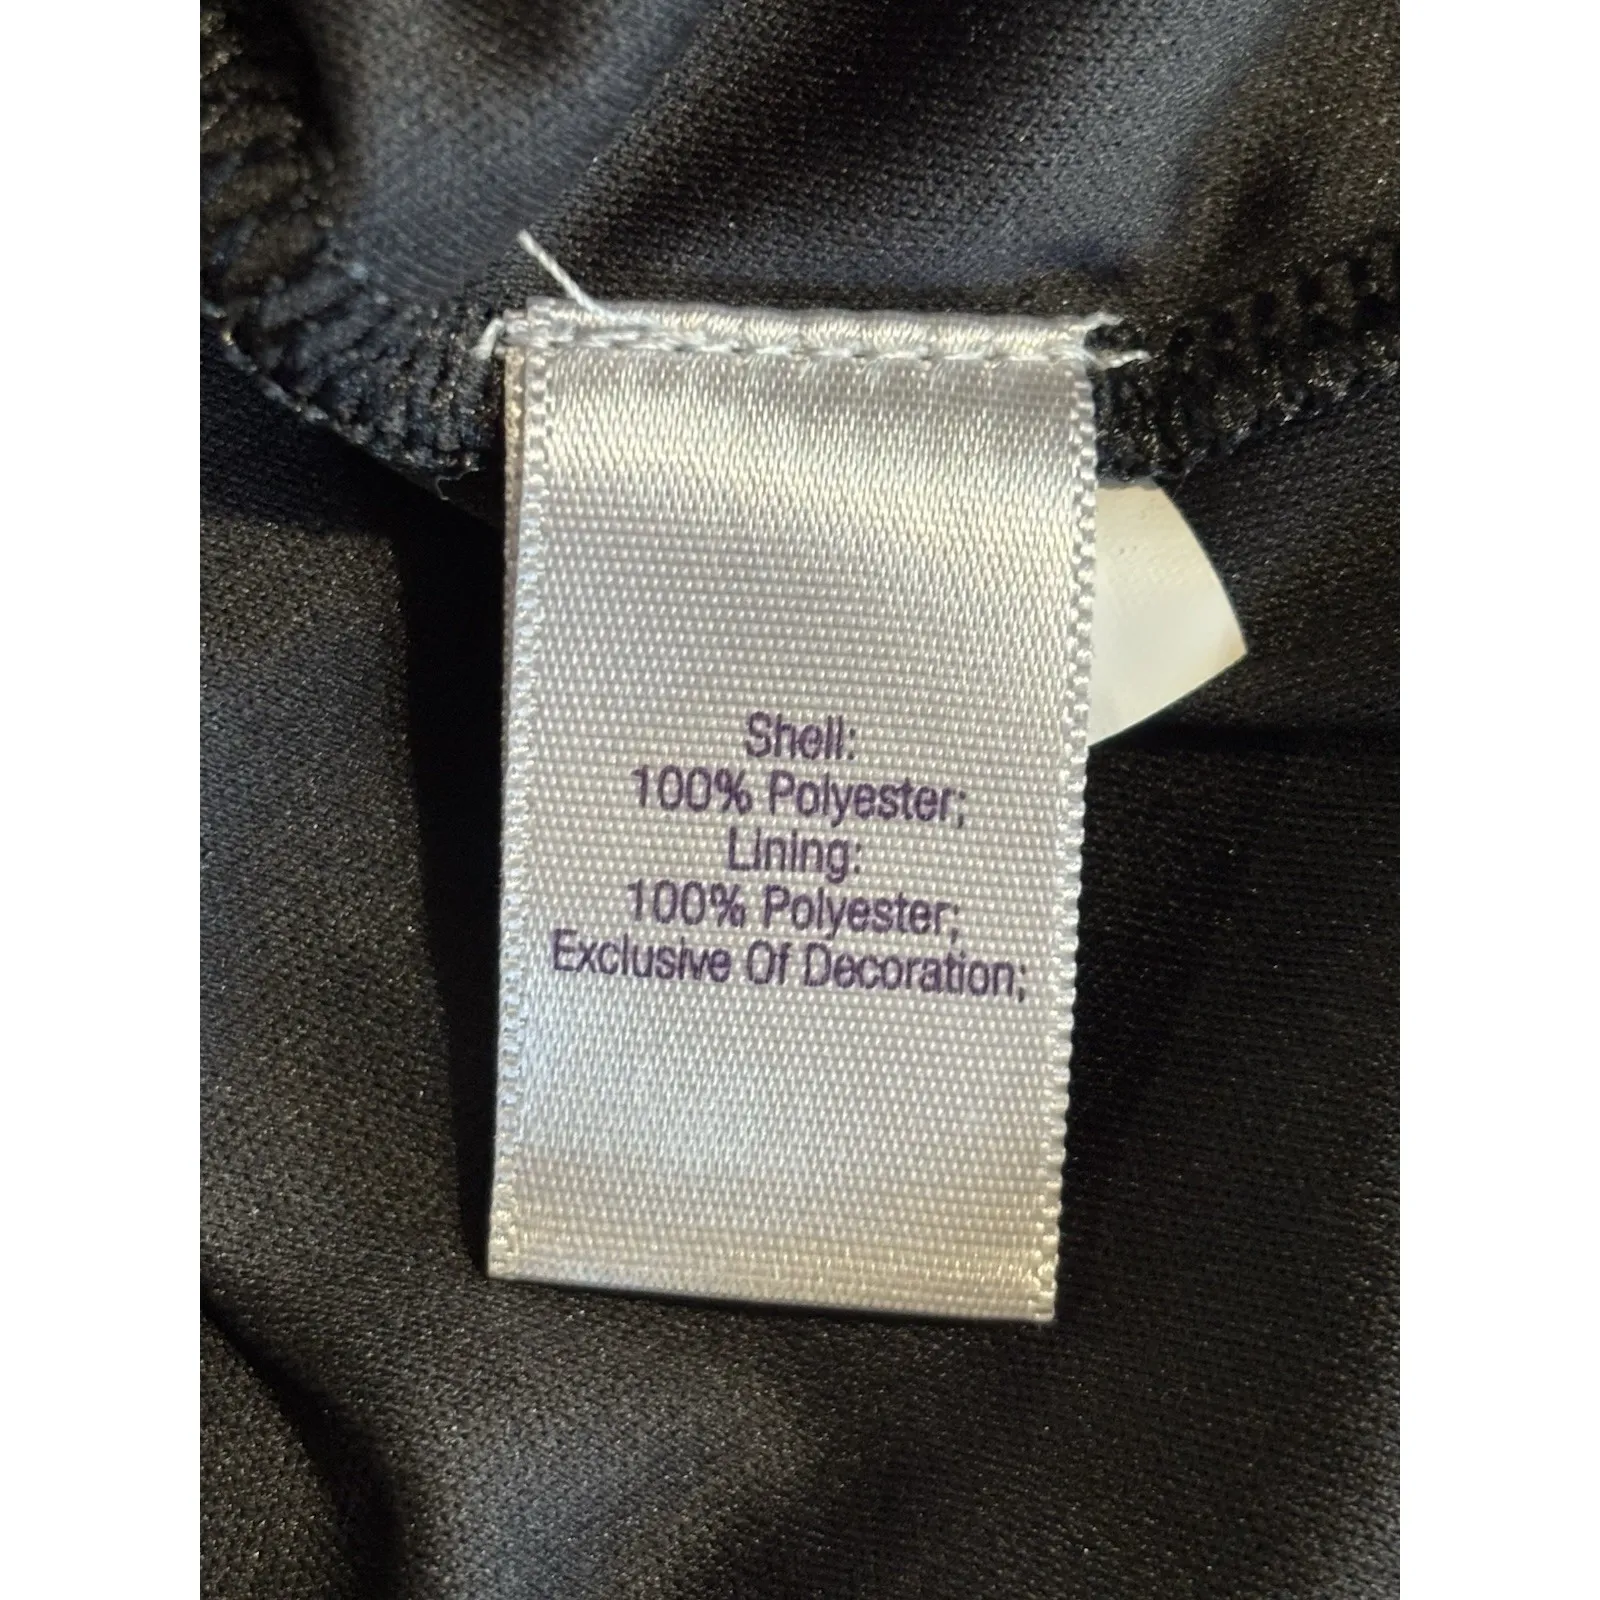 Shell:
100% Polyester;
Lining:
100% Polyester;
Exclusive Of Decoration;